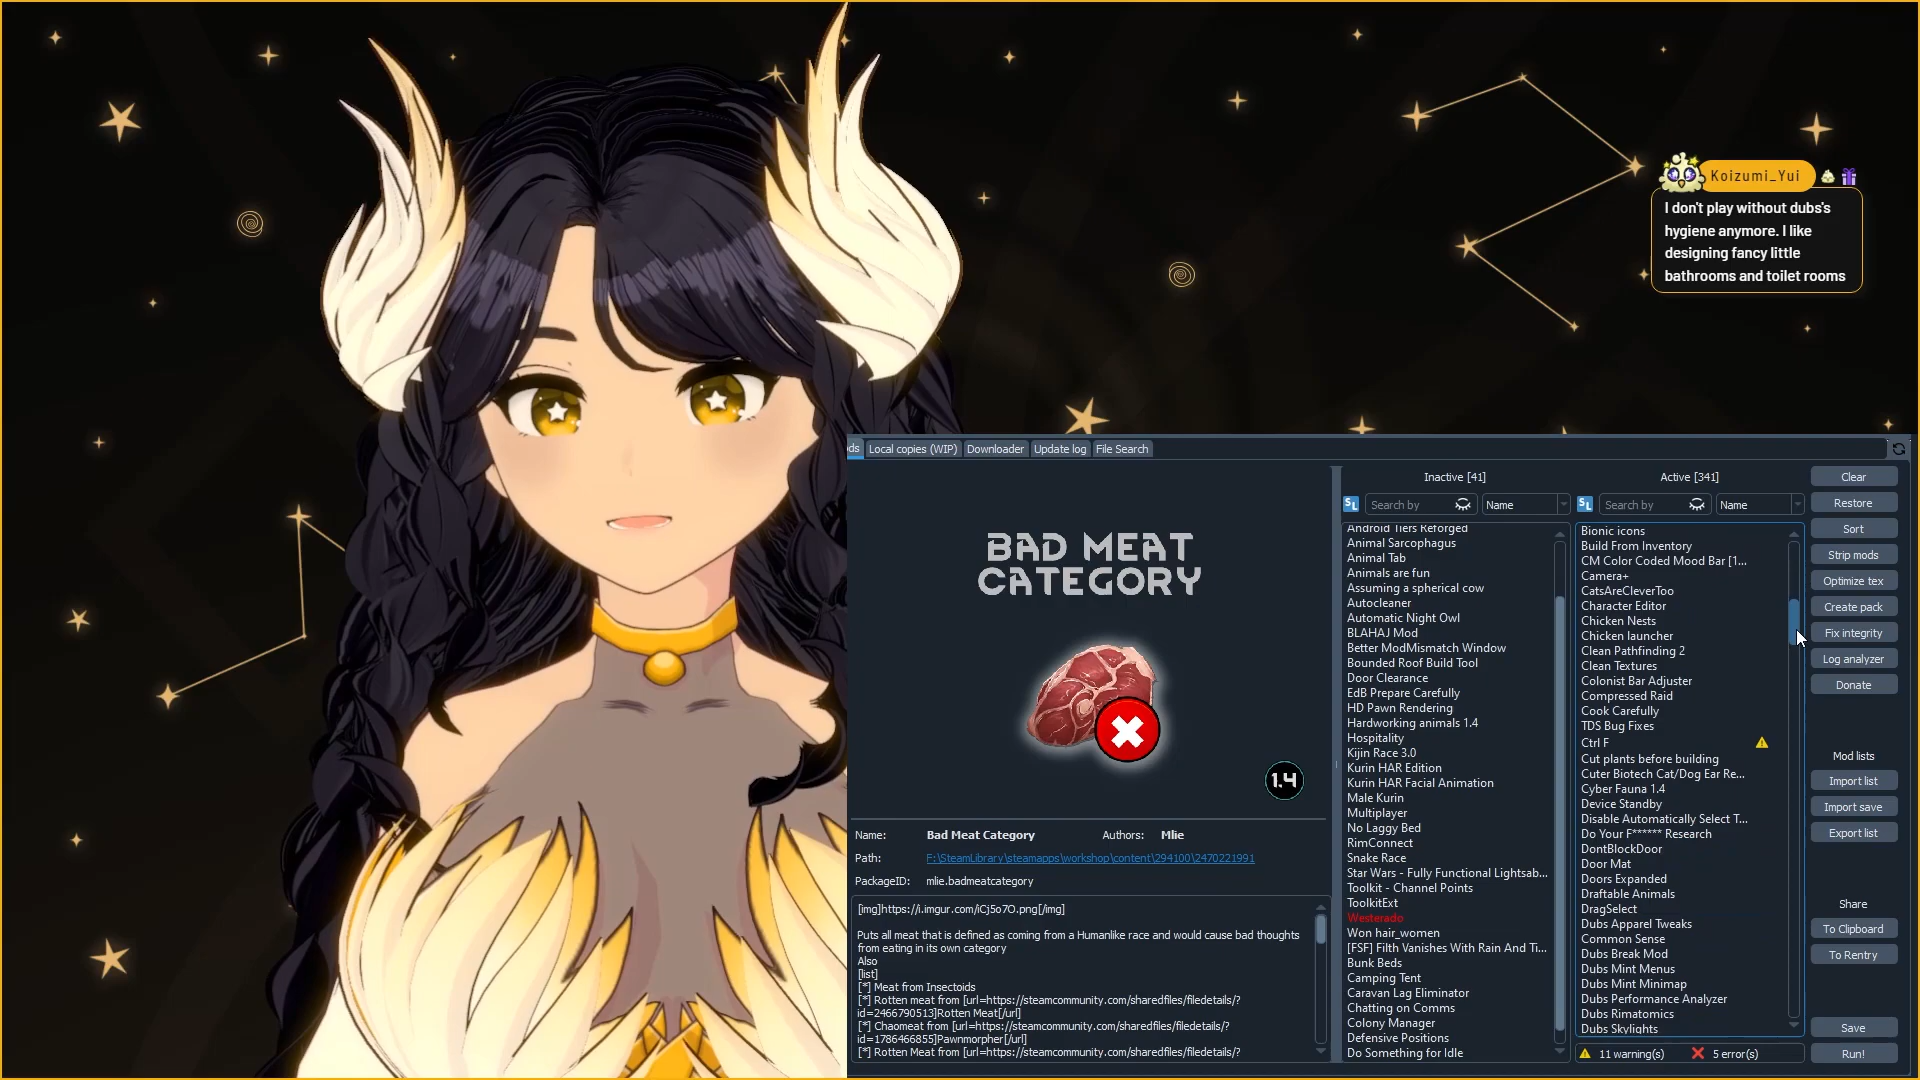 Koizumi_Yui
I don't play without dubs's
hygiene anymore. I like
designing fancy little
bathrooms and toilet rooms
ds
Local copies (WIP)
Downloader
Update log
File Search
BAD MEAT
CATEGORY
1.4
Name:
Bad Meat Category
Authors:
Mlie
Path:
F:\SteamLibrary\steamapps\workshop\content\294100\2470221991
PackageID:
mlie.badmeatcategory
[img]https://i.imgur.com/iCj5o7O.png[/img]
Puts all meat that is defined as coming from a Humanlike race and would cause bad thoughts
from eating in its own category
Also
[list]
[*] Meat from Insectoids
[*] Rotten meat from [url=https://steamcommunity.com/sharedfiles/filedetails/?
id=2466790513]Rotten Meat[/url]
[*] Chaomeat from [url=https://steamcommunity.com/sharedfiles/filedetails/?
id=1786466855]Pawnmorpher[/url]
[*] Rotten Meat from [url=https://steamcommunity.com/sharedfiles/filedetails/?
Inactive [41]
SL
Search by
Name
Android Tiers Reforged
Animal Sarcophagus
Animal Tab
Animals are fun
Assuming a spherical cow
Autocleaner
Automatic Night Owl
BLAHAJ Mod
Better ModMismatch Window
Bounded Roof Build Tool
Door Clearance
EdB Prepare Carefully
HD Pawn Rendering
Hardworking animals 1.4
Hospitality
Kijin Race 3.0
Kurin HAR Edition
Kurin HAR Facial Animation
Male Kurin
Multiplayer
No Laggy Bed
RimConnect
Snake Race
Star Wars - Fully Functional Lightsab...
Toolkit - Channel Points
ToolkitExt
Westerado
Won hair_women
[FSF] Filth Vanishes With Rain And Ti...
Bunk Beds
Camping Tent
Caravan Lag Eliminator
Chatting on Comms
Colony Manager
Defensive Positions
Do Something for Idle
Active [341]
SL
Search by
Name
Bionic icons
Build From Inventory
CM Color Coded Mood Bar [1...
Camera+
CatsAreCleverToo
Character Editor
Chicken Nests
Chicken launcher
Clean Pathfinding 2
Clean Textures
Colonist Bar Adjuster
Compressed Raid
Cook Carefully
TDS Bug Fixes
Ctrl F
Cut plants before building
Cuter Biotech Cat/Dog Ear Re...
Cyber Fauna 1.4
Device Standby
Disable Automatically Select T...
Do Your F****** Research
DontBlockDoor
Door Mat
Doors Expanded
Draftable Animals
DragSelect
Dubs Apparel Tweaks
Common Sense
Dubs Break Mod
Dubs Mint Menus
Dubs Mint Minimap
Dubs Performance Analyzer
Dubs Rimatomics
Dubs Skylights
11 warning(s)
5 error(s)
Clear
Restore
Sort
Strip mods
Optimize tex
Create pack
Fix integrity
Log analyzer
Donate
Mod lists
Import list
Import save
Export list
Share
To Clipboard
To Rentry
Save
Run!